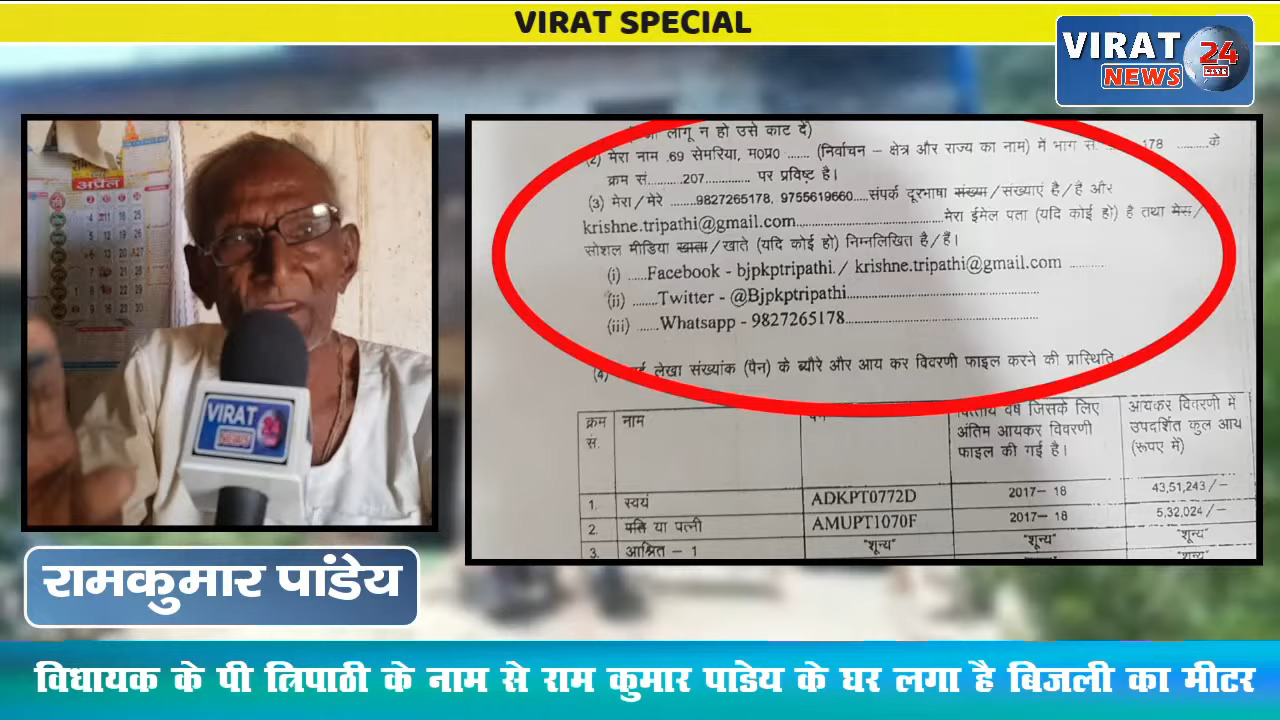 VIRAT SPECIAL
VIRAT
24
NEWS
LIVE
अप्रैल
VIRAT
24
NEWS
लागू न हो उसे काट दें)
(2) मेरा नाम .69 सेमरिया, म0प्र0 ...... (निर्वाचन – क्षेत्र और राज्य का नाम) में भाग सं. 178 .........के
क्रम सं.........207............ पर प्रविष्ट है।
(3) मेरा/मेरे .......9827265178, 9755619660....संपर्क दूरभाषा संख्या/संख्याएं है/है और
krishne.tripathi@gmail.com..........................................मेरा ईमेल पता (यदि कोई हो) है तथा मेरा/
सोशल मीडिया खाता/खाते (यदि कोई हो) निम्नलिखित है/हैं।
(i) .....Facebook - bjpkptripathi./ krishne.tripathi@gmail.com ..........
(ii) .......Twitter - @Bjpkptripathi..................................................
(iii) ......Whatsapp - 9827265178..................................................
(4) लेखा संख्यांक (पैन) के ब्यौरे और आय कर विवरणी फाइल करने की प्रास्थिति
क्रम सं. नाम वित्तीय वर्ष जिसके लिए अंतिम आयकर विवरणी फाइल की गई है। आयकर विवरणी में उपदर्शित कुल आय (रूपए में)
1. स्वयं ADKPT0772D 2017– 18 43,51,243/–
2. पति या पत्नी AMUPT1070F 2017– 18 5,32,024/–
3. आश्रित – 1 "शून्य" "शून्य" "शून्य"
रामकुमार पांडेय
विधायक के पी त्रिपाठी के नाम से राम कुमार पाडेय के घर लगा है बिजली का मीटर